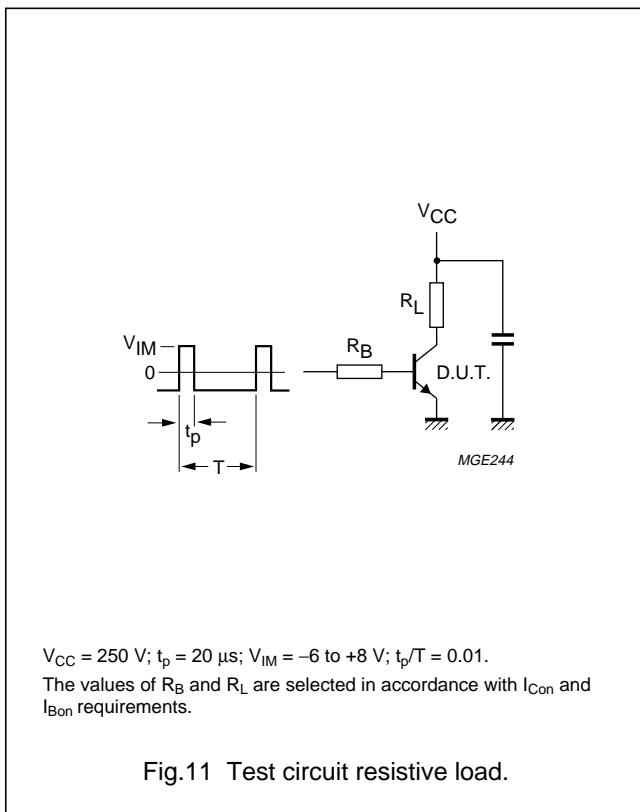 VCC
RL
VIM
RB
0
D.U.T.
tp
T
MGE244
VCC = 250 V; tp = 20 μs; VIM = −6 to +8 V; tp/T = 0.01.
The values of RB and RL are selected in accordance with ICon and
IBon requirements.
Fig.11 Test circuit resistive load.